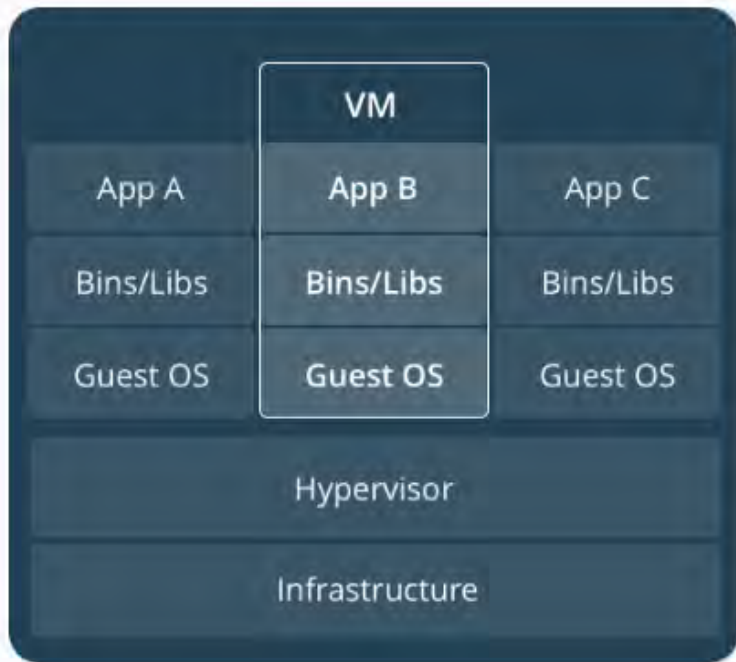 VM
App A
App B
App C
Bins/Libs
Bins/Libs
Bins/Libs
Guest OS
Guest OS
Guest OS
Hypervisor
Infrastructure